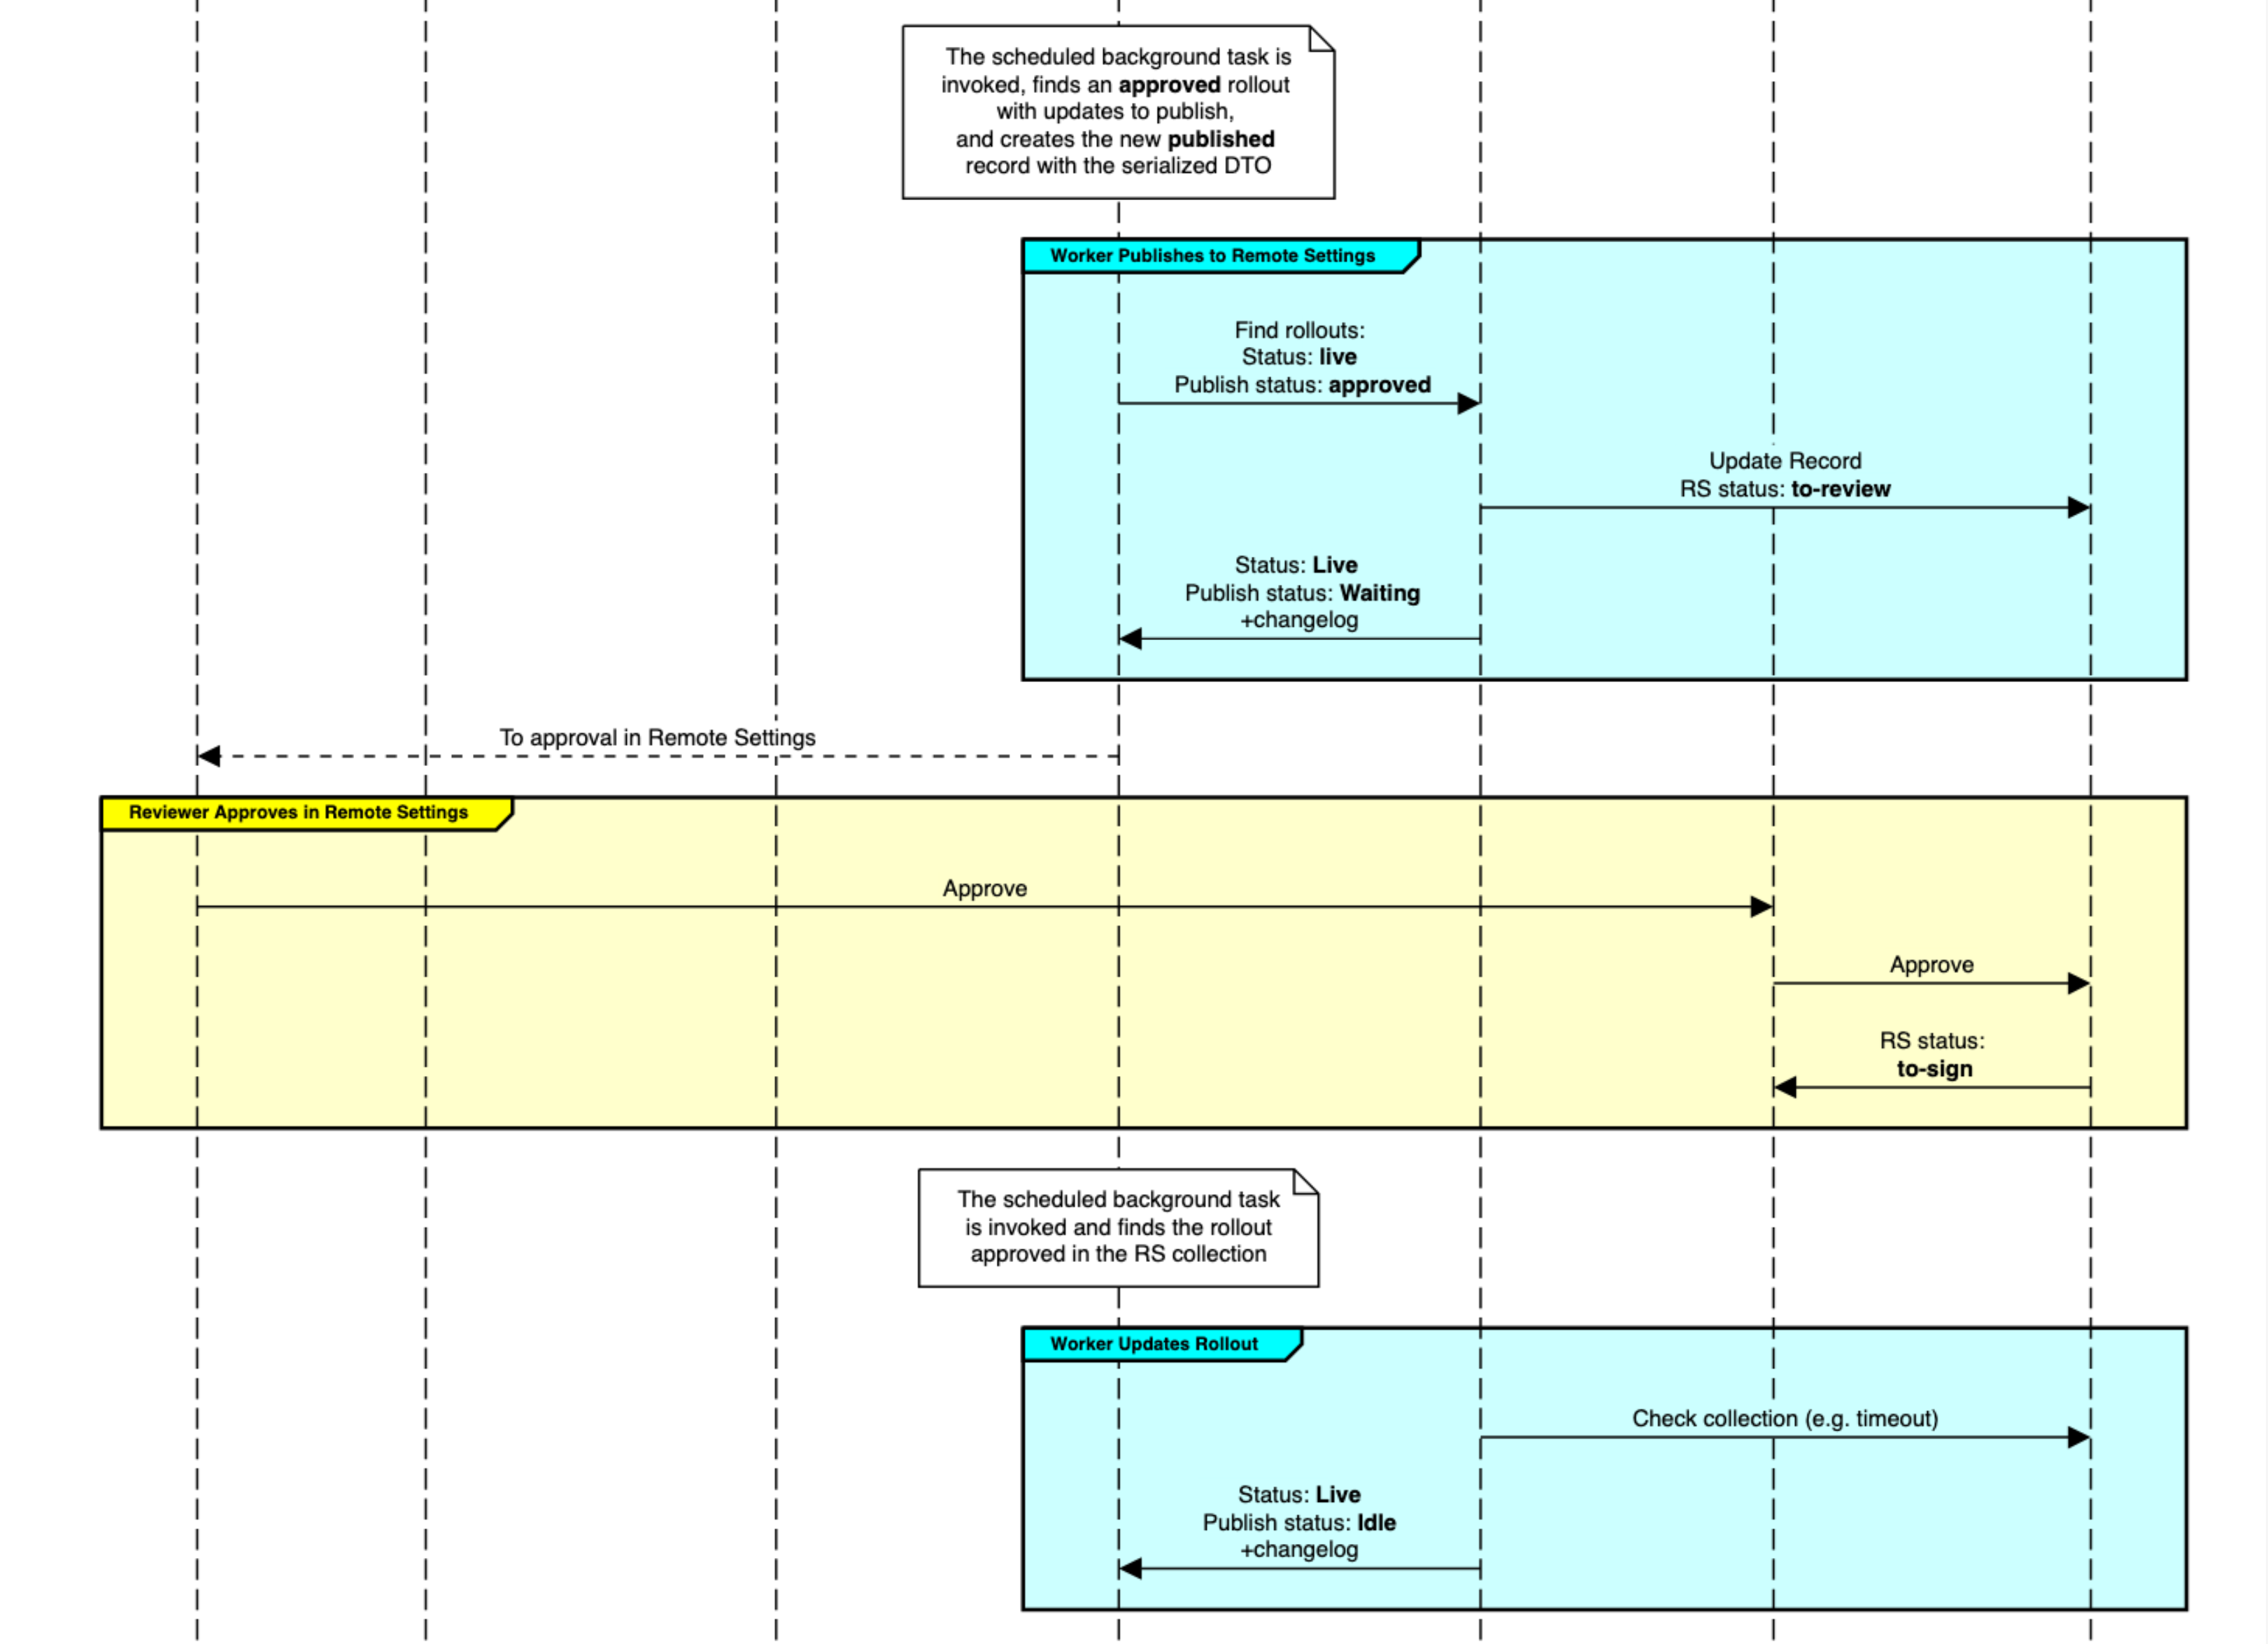 The scheduled background task is
invoked, finds an approved rollout
with updates to publish,
and creates the new published
record with the serialized DTO
Worker Publishes to Remote Settings
Find rollouts:
Status: live
Publish status: approved
Update Record
RS status: to-review
Status: Live
Publish status: Waiting
+changelog
To approval in Remote Settings
Reviewer Approves in Remote Settings
Approve
Approve
RS status:
to-sign
The scheduled background task
is invoked and finds the rollout
approved in the RS collection
Worker Updates Rollout
Check collection (e.g. timeout)
Status: Live
Publish status: Idle
+changelog